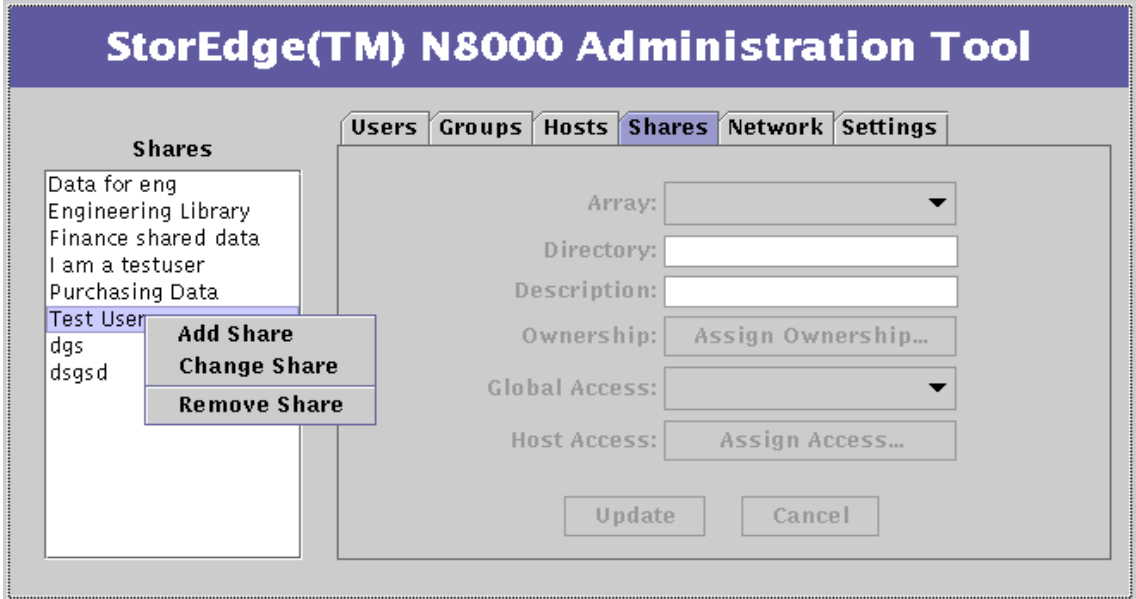 StorEdge(TM) N8000 Administration Tool
Users Groups Hosts Shares Network Settings
Shares
Data for eng
Engineering Library
Finance shared data
I am a testuser
Purchasing Data
Test User
dgs
dsgsd
Add Share
Change Share
Remove Share
Array:
Directory:
Description:
Ownership: Assign Ownership...
Global Access:
Host Access: Assign Access...
Update Cancel